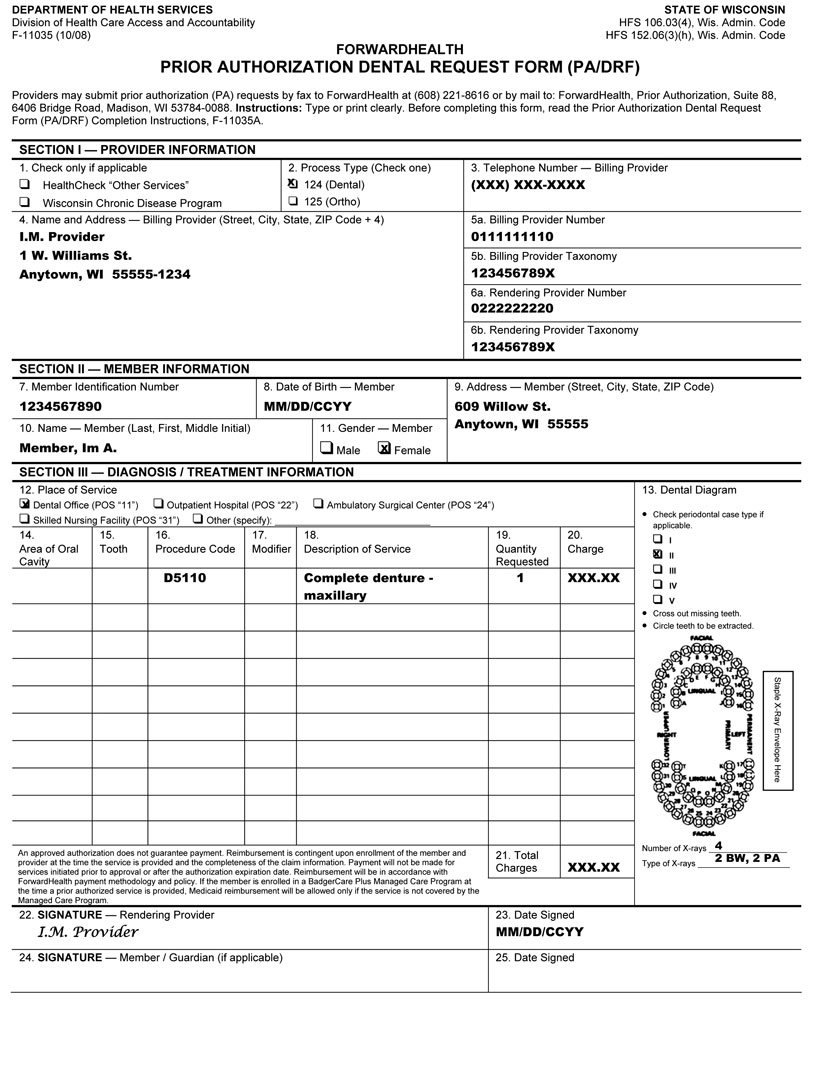 DEPARTMENT OF HEALTH SERVICES
STATE OF WISCONSIN
Division of Health Care Access and Accountability
HFS 106.03(4), Wis. Admin. Code
F-11035 (10/08)
HFS 152.06(3)(h), Wis. Admin. Code
FORWARDHEALTH
PRIOR AUTHORIZATION DENTAL REQUEST FORM (PA/DRF)
Providers may submit prior authorization (PA) requests by fax to ForwardHealth at (608) 221-8616 or by mail to: ForwardHealth, Prior Authorization, Suite 88,
6406 Bridge Road, Madison, WI 53784-0088. Instructions: Type or print clearly. Before completing this form, read the Prior Authorization Dental Request
Form (PA/DRF) Completion Instructions, F-11035A.
SECTION I — PROVIDER INFORMATION
1. Check only if applicable
HealthCheck “Other Services”
Wisconsin Chronic Disease Program
2. Process Type (Check one)
X 124 (Dental)
125 (Ortho)
3. Telephone Number — Billing Provider
(XXX) XXX-XXXX
4. Name and Address — Billing Provider (Street, City, State, ZIP Code + 4)
I.M. Provider
1 W. Williams St.
Anytown, WI 55555-1234
5a. Billing Provider Number
0111111110
5b. Billing Provider Taxonomy
123456789X
6a. Rendering Provider Number
0222222220
6b. Rendering Provider Taxonomy
123456789X
SECTION II — MEMBER INFORMATION
7. Member Identification Number
1234567890
8. Date of Birth — Member
MM/DD/CCYY
9. Address — Member (Street, City, State, ZIP Code)
609 Willow St.
Anytown, WI 55555
10. Name — Member (Last, First, Middle Initial)
Member, Im A.
11. Gender — Member
Male X Female
SECTION III — DIAGNOSIS / TREATMENT INFORMATION
12. Place of Service
X Dental Office (POS “11”) Outpatient Hospital (POS “22”) Ambulatory Surgical Center (POS “24”)
Skilled Nursing Facility (POS “31”) Other (specify):
14.
Area of Oral
Cavity
15.
Tooth
16.
Procedure Code
17.
Modifier
18.
Description of Service
19.
Quantity
Requested
20.
Charge
D5110
Complete denture -
maxillary
1
XXX.XX
13. Dental Diagram
• Check periodontal case type if
applicable.
I
X II
III
IV
V
• Cross out missing teeth.
• Circle teeth to be extracted.
FACIAL
LINGUAL
RIGHT
PRIMARY
LEFT
PERMANENT
LINGUAL
FACIAL
Staple X-Ray Envelope Here
Number of X-rays 4
Type of X-rays 2 BW, 2 PA
An approved authorization does not guarantee payment. Reimbursement is contingent upon enrollment of the member and
provider at the time the service is provided and the completeness of the claim information. Payment will not be made for
services initiated prior to approval or after the authorization expiration date. Reimbursement will be in accordance with
ForwardHealth payment methodology and policy. If the member is enrolled in a BadgerCare Plus Managed Care Program at
the time a prior authorized service is provided, Medicaid reimbursement will be allowed only if the service is not covered by the
Managed Care Program.
21. Total
Charges
XXX.XX
22. SIGNATURE — Rendering Provider
I.M. Provider
23. Date Signed
MM/DD/CCYY
24. SIGNATURE — Member / Guardian (if applicable)
25. Date Signed